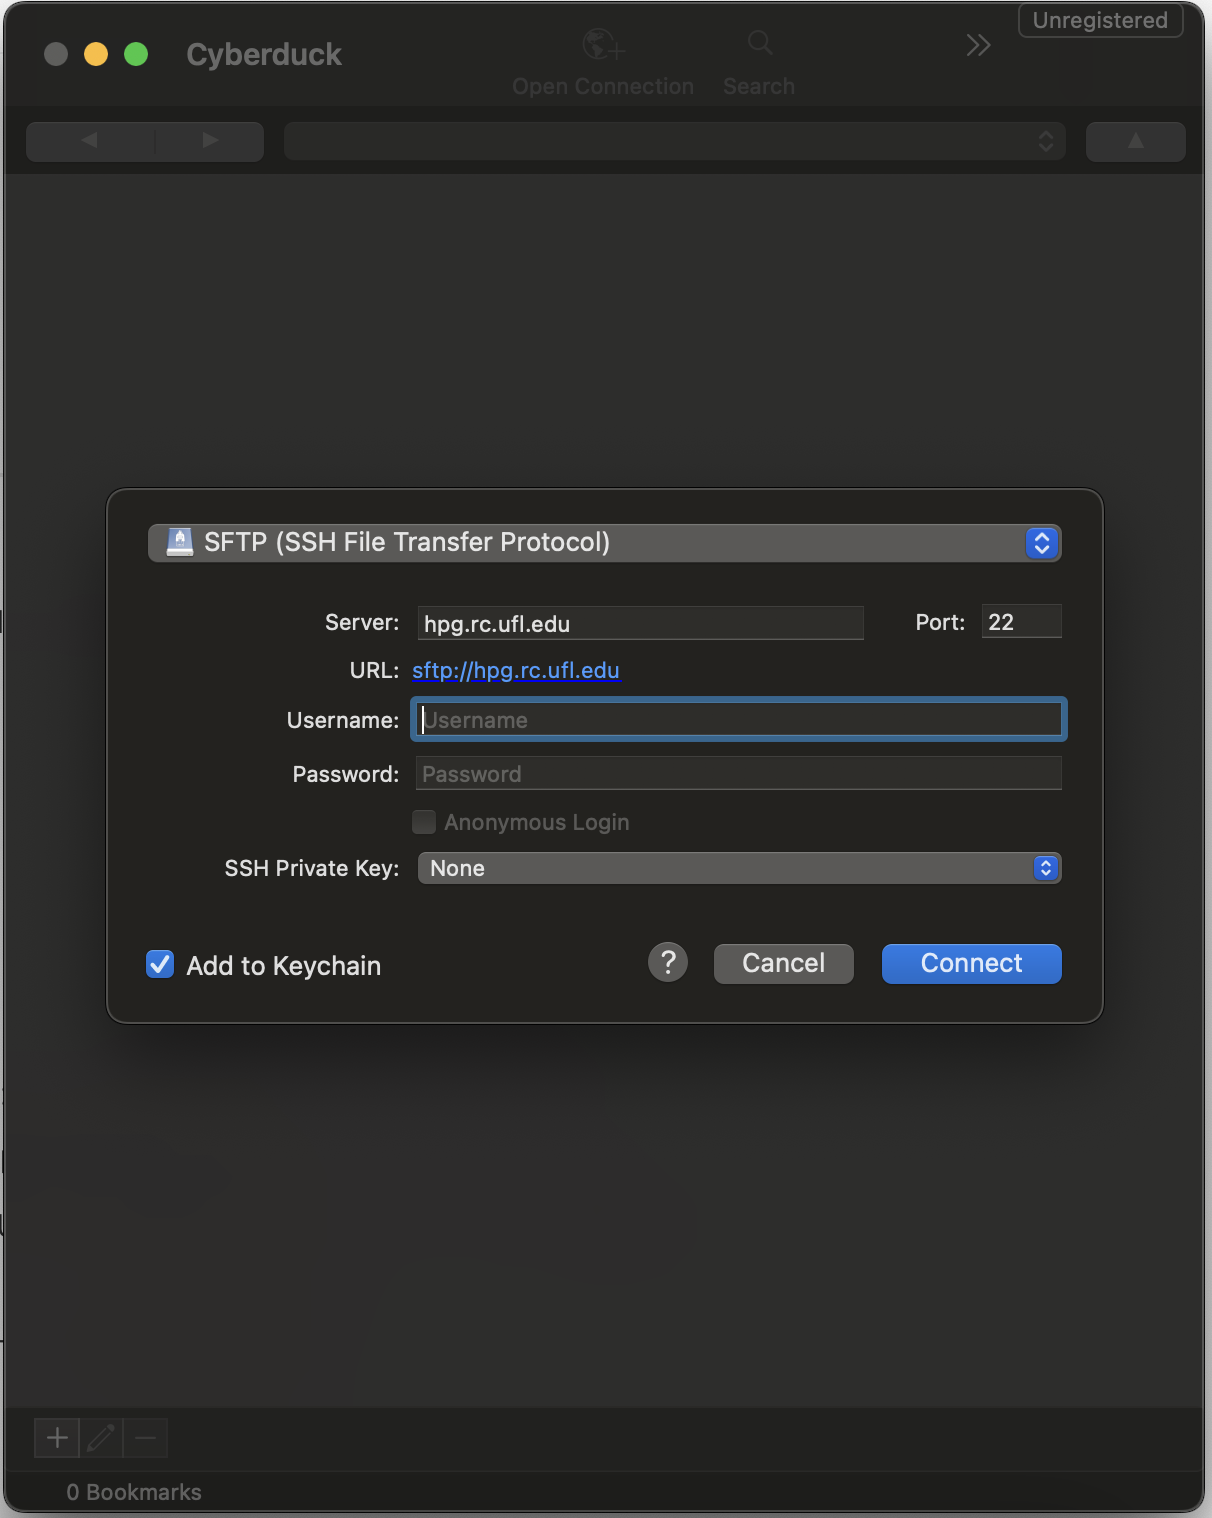 Unregistered
Cyberduck
Open Connection
Search
SFTP (SSH File Transfer Protocol)
Server: hpg.rc.ufl.edu Port: 22
URL: sftp://hpg.rc.ufl.edu
Username: Username
Password: Password
Anonymous Login
SSH Private Key: None
Add to Keychain ? Cancel Connect
0 Bookmarks